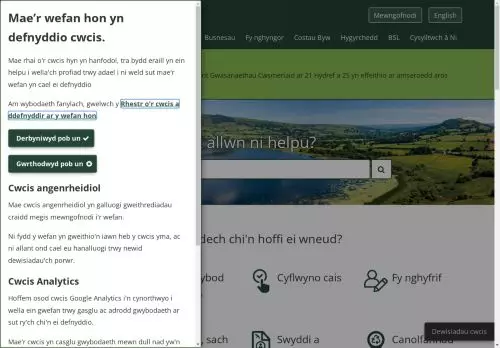 Mae'r wefan hon yn
defnyddio cwcis.
Mae rhai o'r cwcis hyn yn hanfodol, tra bydd eraill yn ein
helpu i wella'ch profiad trwy adael i ni weld sut mae'r
wefan yn cael ei defnyddio
Am wybodaeth fanylach, gwelwch y Rhestr o'r cwcis a
ddefnyddir ar y wefan hon
Derbyniwyd pob un
Gwrthodwyd pob un
Cwcis angenrheidiol
Mae cwcis angenrheidiol yn galluogi gweithrediadau
craidd megis mewngofnodi i'r wefan.
Ni fydd y wefan yn gweithio'n iawn heb y cwcis yma, ac
ni allant ond cael eu hanalluogi trwy newid
dewisiadau'ch porwr.
Cwcis Analytics
Hoffem osod cwcis Google Analytics i'n cynorthwyo i
wella ein gwefan trwy gasglu ac adrodd gwybodaeth ar
sut ry'ch chi'n ei defnyddio.
Mae'r cwcis yn casglu gwybodaeth mewn dull nad yw'n
Mewngofnodi English
Busnesau Fy nghyngor Costau Byw Hygyrchedd BSL Cysylltwch â Ni
Gwasanaethau Cwsmeriaid ar 21 Hydref a 25 yn effeithio ar amseroedd aros
allwn ni helpu?
dech chi'n hoffi ei wneud?
ybod Cyflwyno cais Fy nghyfrif
, sach Swyddi a Canolfannau
Dewisiadau cwcis